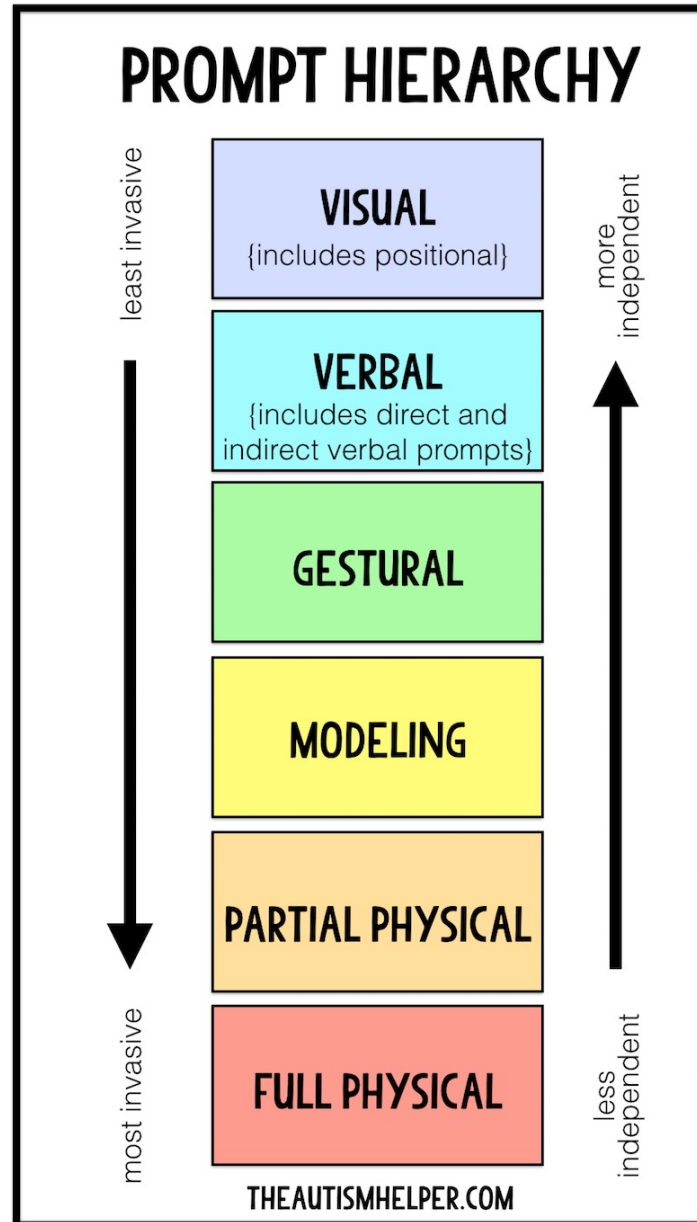 PROMPT HIERARCHY
least invasive
more
independent
VISUAL
{includes positional}
VERBAL
{includes direct and
indirect verbal prompts}
GESTURAL
MODELING
PARTIAL PHYSICAL
most invasive
less
independent
FULL PHYSICAL
THEAUTISMHELPER.COM